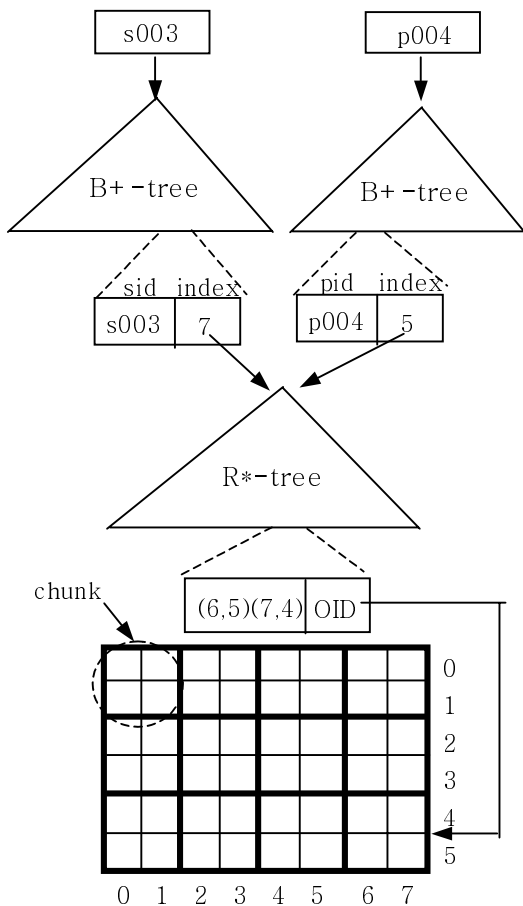 s003 p004
B+-tree B+-tree
sid index pid index
s003 7 p004 5
R*-tree
chunk
(6,5)(7,4) OID
0
1
2
3
4
5
0 1 2 3 4 5 6 7